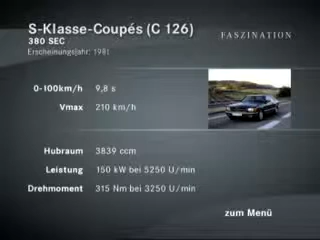 S-Klasse-Coupés (C 126)
380 SEC
FASZINATION
Erscheinungsjahr: 1981
0-100km/h 9,8 s
Vmax 210 km/h
Hubraum 3839 ccm
Leistung 150 kW bei 5250 U/min
Drehmoment 315 Nm bei 3250 U/min
zum Menü